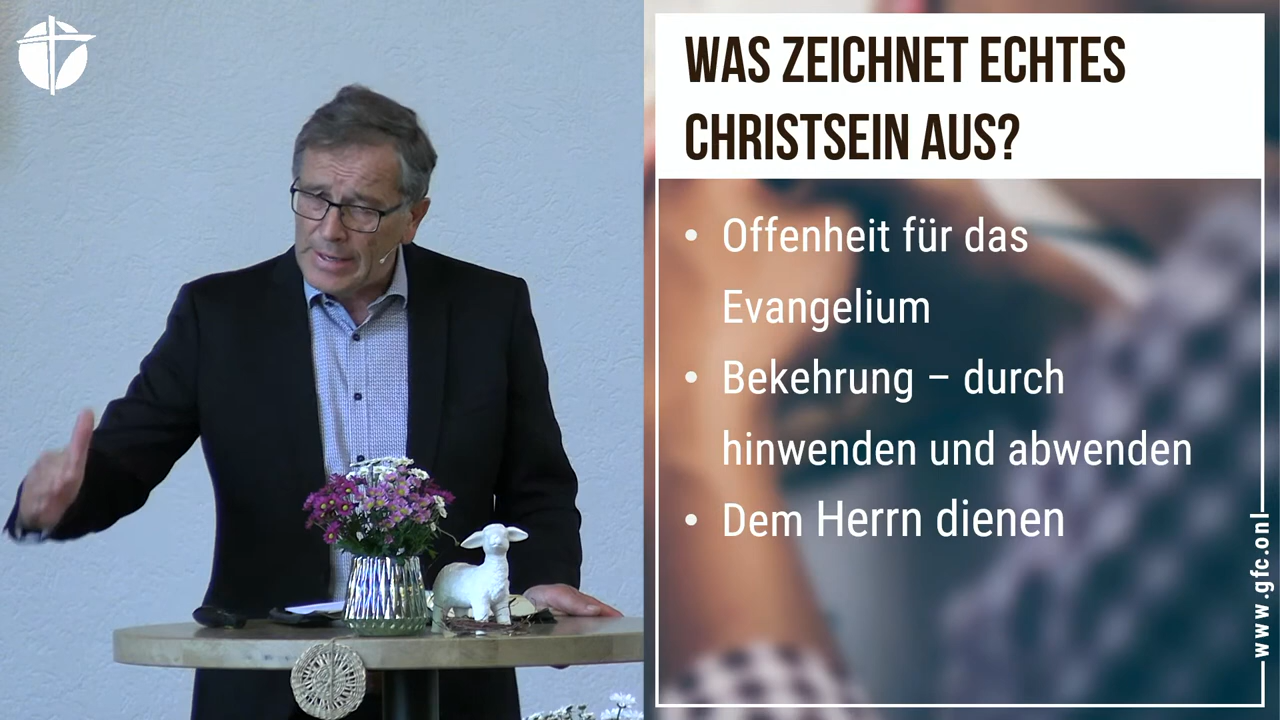 WAS ZEICHNET ECHTES
CHRISTSEIN AUS?
• Offenheit für das
Evangelium
• Bekehrung – durch
hinwenden und abwenden
• Dem Herrn dienen
www.gfc.onl